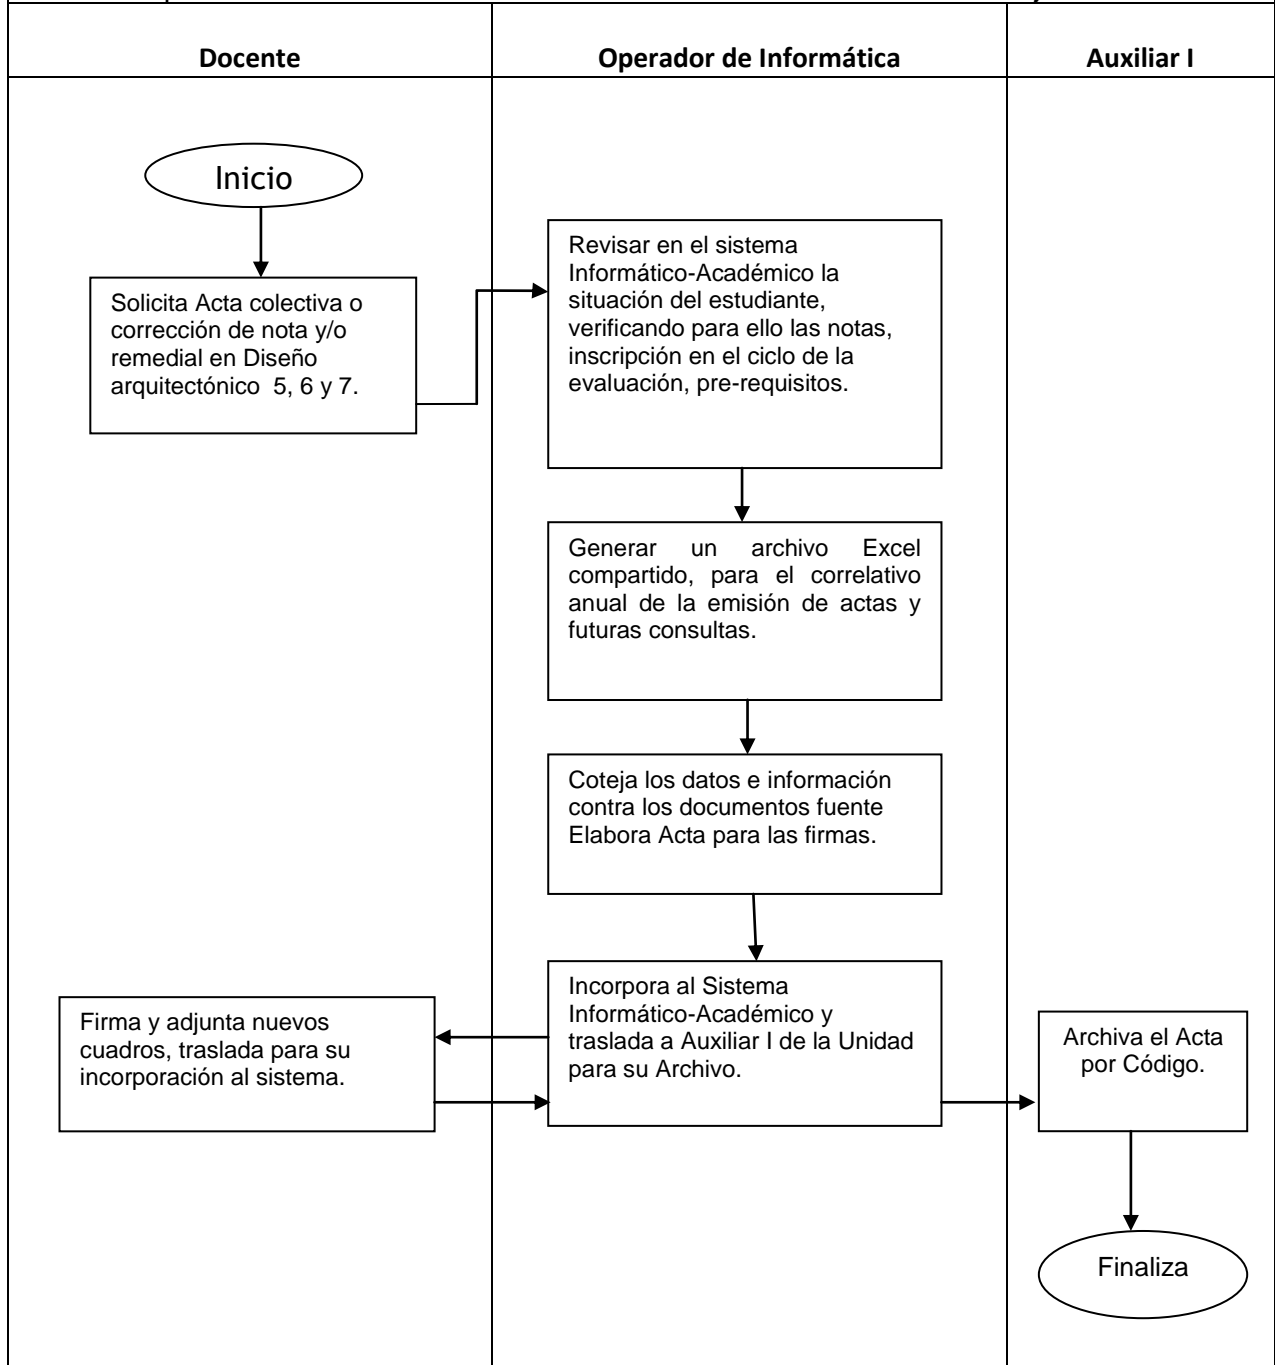 Docente
Operador de Informática
Auxiliar I
Inicio
Solicita Acta colectiva o
corrección de nota y/o
remedial en Diseño
arquitectónico 5, 6 y 7.
Revisar en el sistema
Informático-Académico la
situación del estudiante,
verificando para ello las notas,
inscripción en el ciclo de la
evaluación, pre-requisitos.
Generar un archivo Excel
compartido, para el correlativo
anual de la emisión de actas y
futuras consultas.
Coteja los datos e información
contra los documentos fuente
Elabora Acta para las firmas.
Incorpora al Sistema
Informático-Académico y
traslada a Auxiliar I de la Unidad
para su Archivo.
Firma y adjunta nuevos
cuadros, traslada para su
incorporación al sistema.
Archiva el Acta
por Código.
Finaliza